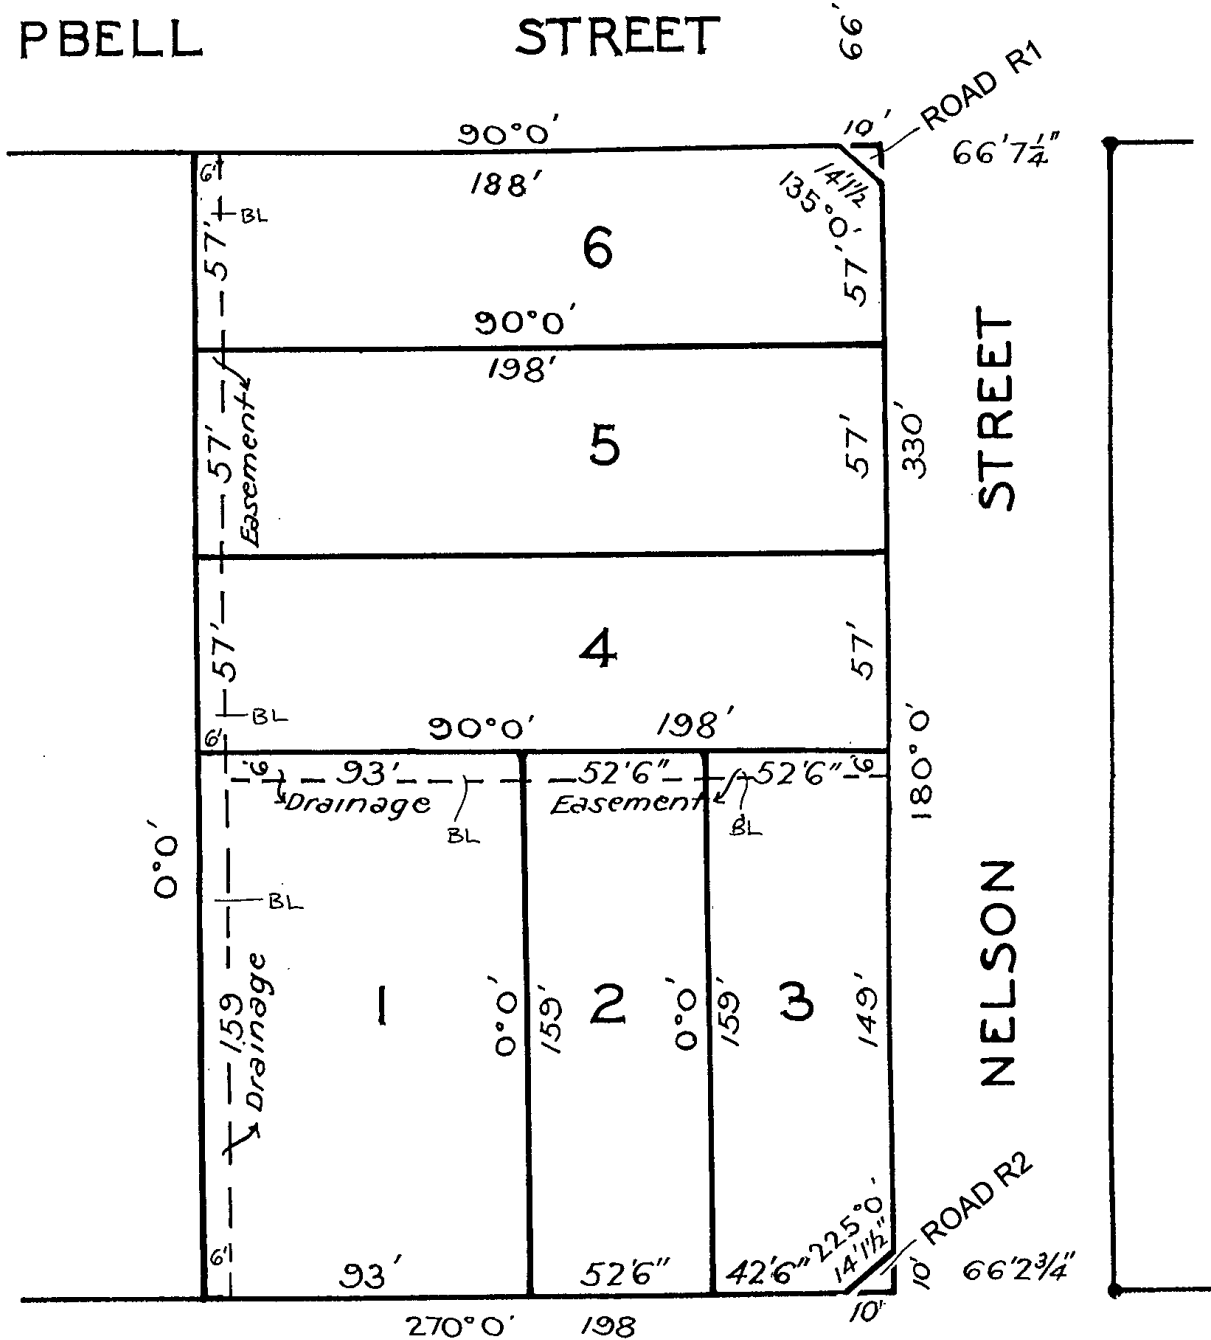 PBELL STREET
66'
ROAD R1
90°0'
10'
66'7¼"
6'
188'
14'1½
135°0'
BL
57'
6
57'
90°0'
198'
57'
Easement
5
57'
330'
STREET
57'
4
57'
BL
6'
90°0' 198'
180°0'
6' 93' 52'6" 52'6" 6'
Drainage Easement
BL BL
0°0'
BL
NELSON
159
Drainage
1
0°0'
159'
2
0°0'
159'
3
149'
225°0'
14'1½"
ROAD R2
6'
93' 52'6" 42'6"
10'
66'2¾"
10'
270°0' 198